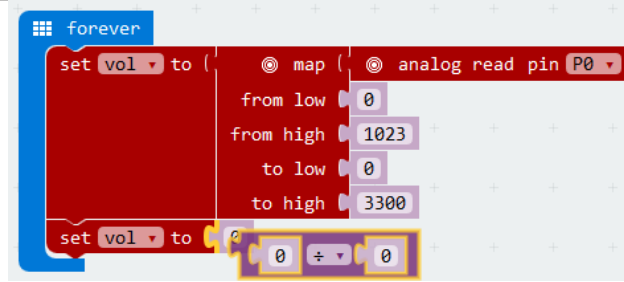 forever
set vol to map analog read pin P0
from low 0
from high 1023
to low 0
to high 3300
set vol to
0 ÷ 0